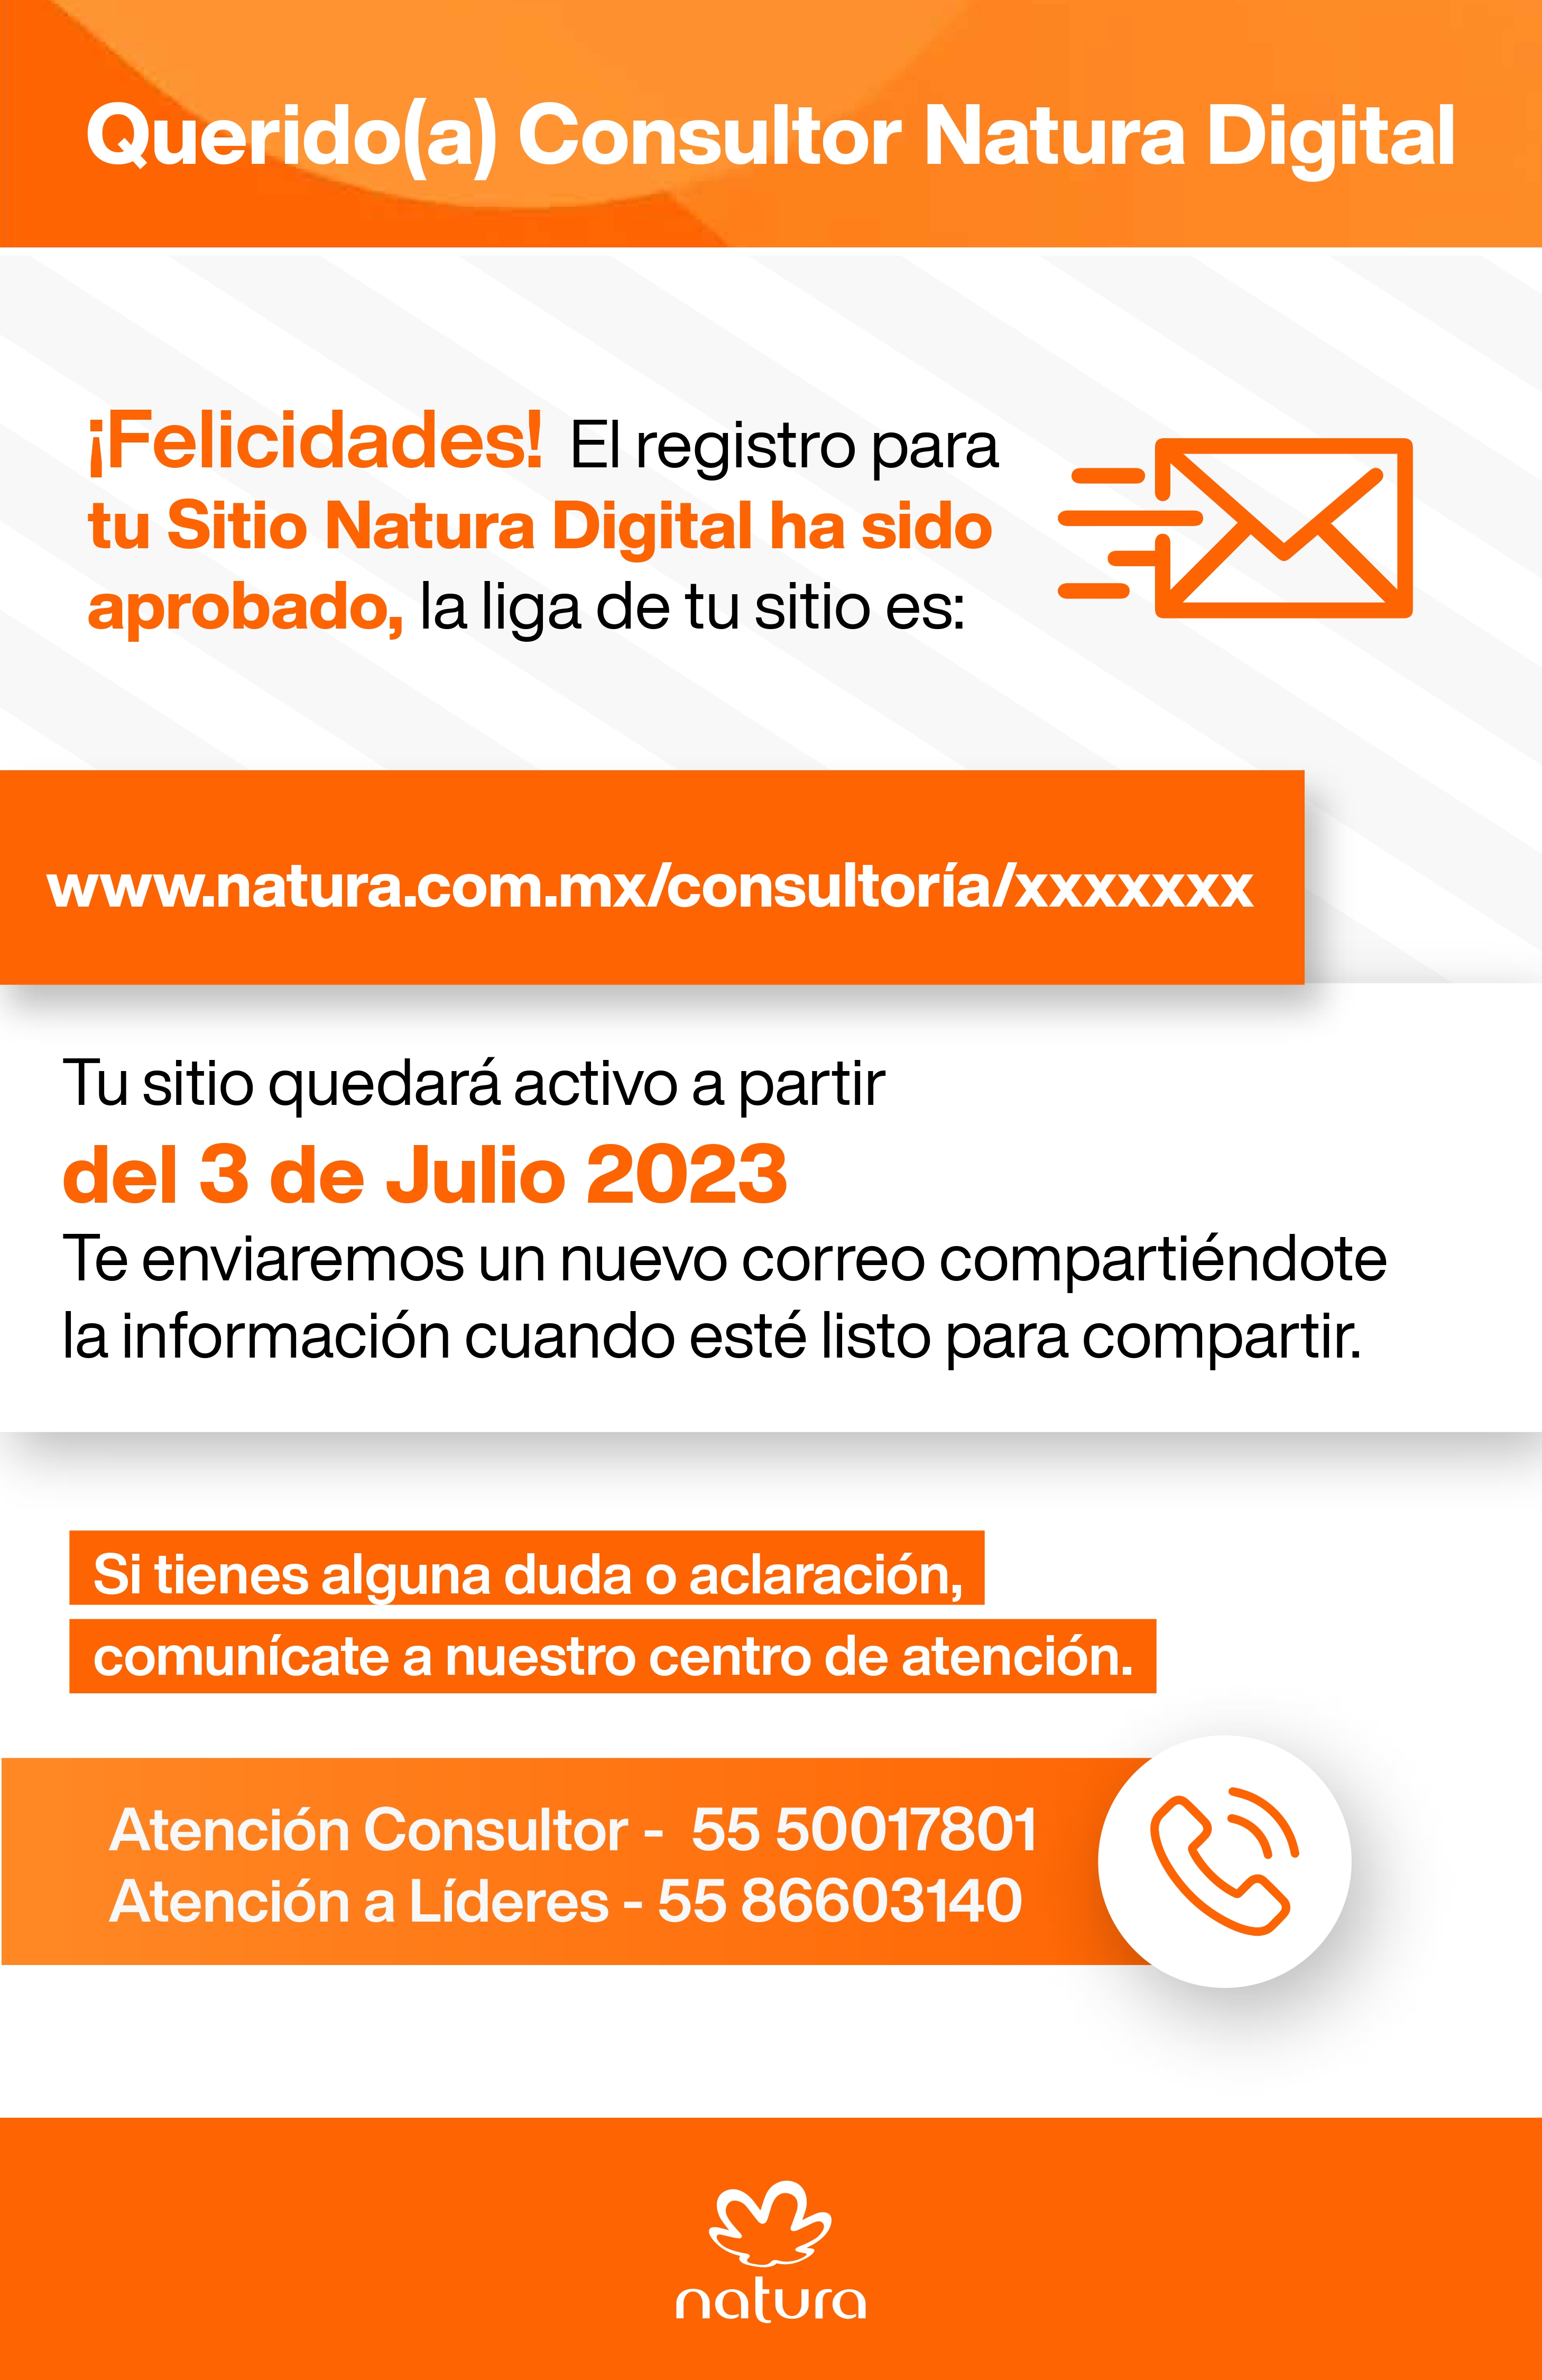 Querido(a) Consultor Natura Digital
¡Felicidades! El registro para
tu Sitio Natura Digital ha sido
aprobado, la liga de tu sitio es:
www.natura.com.mx/consultoría/xxxxxxx
Tu sitio quedará activo a partir
del 3 de Julio 2023
Te enviaremos un nuevo correo compartiéndote
la información cuando esté listo para compartir.
Si tienes alguna duda o aclaración,
comunícate a nuestro centro de atención.
Atención Consultor - 55 50017801
Atención a Líderes - 55 86603140
natura